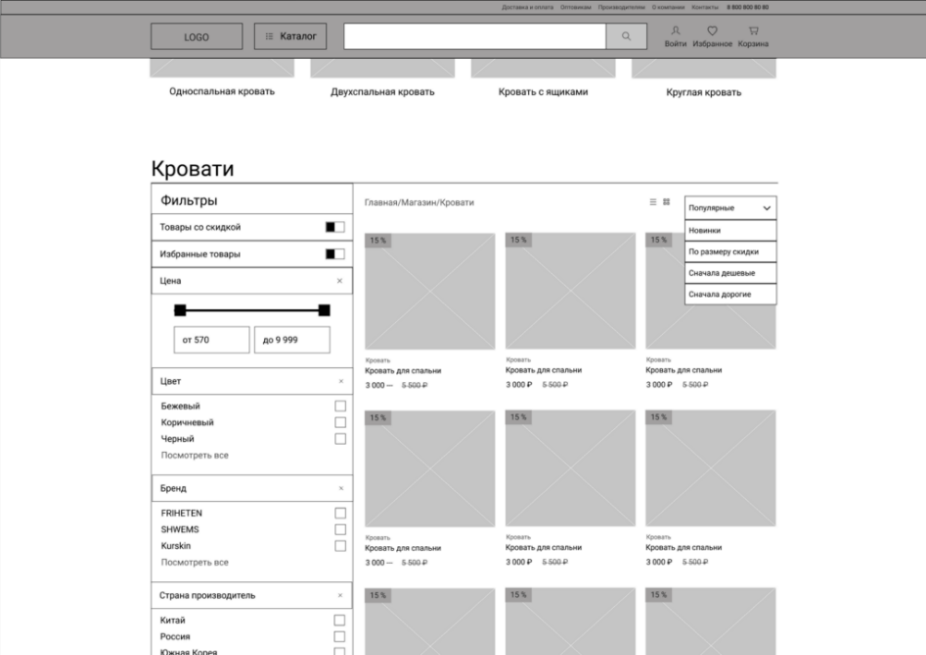 Доставка и оплата Оптовикам Производителям О компании Контакты 8 800 800 80 80
LOGO
Каталог
Войти Избранное Корзина
Односпальная кровать Двухспальная кровать Кровать с ящиками Круглая кровать
Кровати
Фильтры
Товары со скидкой
Избранные товары
Цена
от 570 до 9 999
Цвет
Бежевый
Коричневый
Черный
Посмотреть все
Бренд
FRIHETEN
SHWEMS
Kurskin
Посмотреть все
Страна производитель
Китай
Россия
Южная Корея
Главная/Магазин/Кровати
Популярные
Новинки
По размеру скидки
Сначала дешевые
Сначала дорогие
15 % 15 % 15 %
Кровать Кровать Кровать
Кровать для спальни Кровать для спальни Кровать для спальни
3 000 — 5 500 ₽ 3 000 ₽ 5 500 ₽ 3 000 ₽ 5 500 ₽
15 % 15 % 15 %
Кровать Кровать Кровать
Кровать для спальни Кровать для спальни Кровать для спальни
3 000 — 5 500 ₽ 3 000 ₽ 5 500 ₽ 3 000 ₽ 5 500 ₽
15 % 15 % 15 %